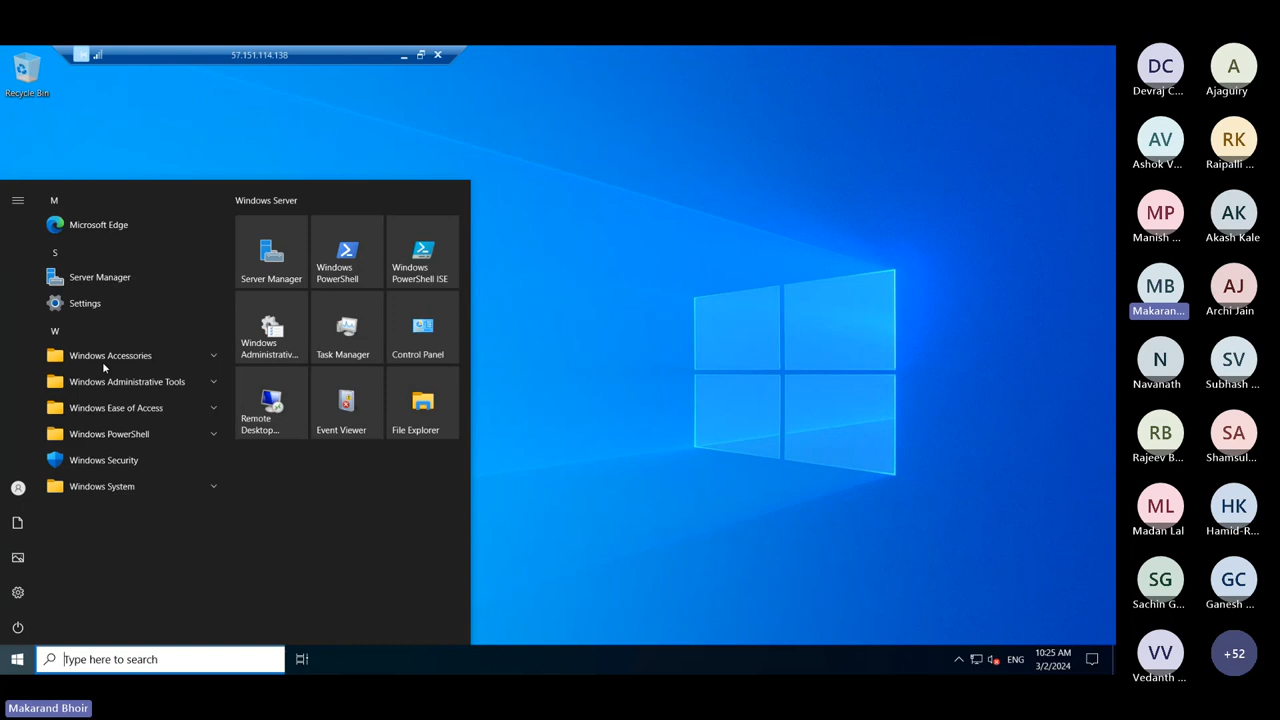 57.151.114.138
Recycle Bin
M
Microsoft Edge
S
Server Manager
Settings
W
Windows Accessories
Windows Administrative Tools
Windows Ease of Access
Windows PowerShell
Windows Security
Windows System
Windows Server
Server Manager
Windows
PowerShell
Windows
PowerShell ISE
Windows
Administrativ...
Task Manager
Control Panel
Remote
Desktop...
Event Viewer
File Explorer
Type here to search
ENG
10:25 AM
3/2/2024
DC
Devraj C...
A
Ajaguiry
AV
Ashok V...
RK
Raipalli ...
MP
Manish ...
AK
Akash Kale
MB
Makaran...
AJ
Archi Jain
N
Navanath
SV
Subhash ...
RB
Rajeev B...
SA
Shamsul...
ML
Madan Lal
HK
Hamid-R...
SG
Sachin G...
GC
Ganesh ...
VV
Vedanth ...
+52
Makarand Bhoir